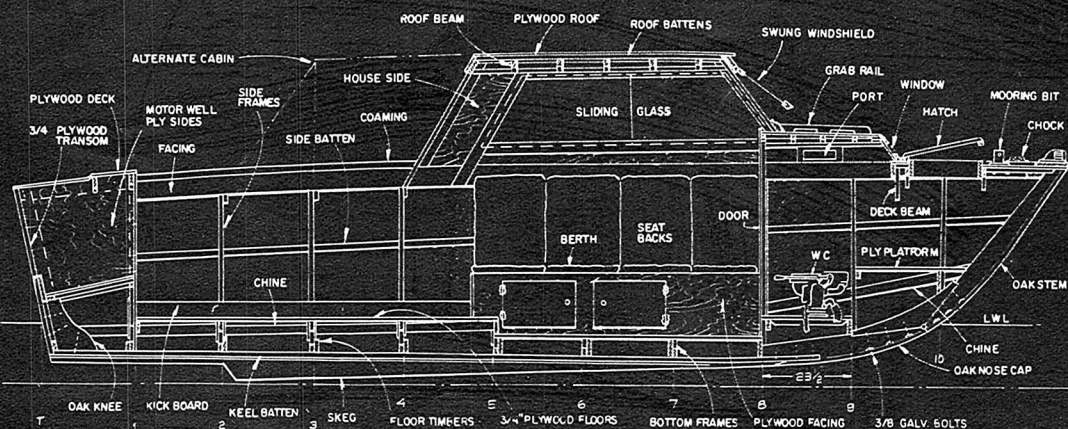 ROOF BEAM
PLYWOOD ROOF
ROOF BATTENS
SWUNG WINDSHIELD
ALTERNATE CABIN
HOUSE SIDE
GRAB RAIL
PORT
WINDOW
MOORING BIT
HATCH
CHOCK
PLYWOOD DECK
MOTOR WELL
PLY SIDES
SIDE
FRAMES
3/4 PLYWOOD
TRANSOM
FACING
SIDE BATTEN
COAMING
SLIDING GLASS
DECK BEAM
DOOR
BERTH
SEAT
BACKS
WC
PLY PLATFORM
OAK STEM
CHINE
LWL
CHINE
OAK NOSE CAP
10
23 1/2
OAK KNEE
KICK BOARD
KEEL BATTEN
SKEG
FLOOR TIMBERS
3/4" PLYWOOD FLOORS
BOTTOM FRAMES
PLYWOOD FACING
3/8 GALV. BOLTS
T
1
2
3
4
5
6
7
8
9